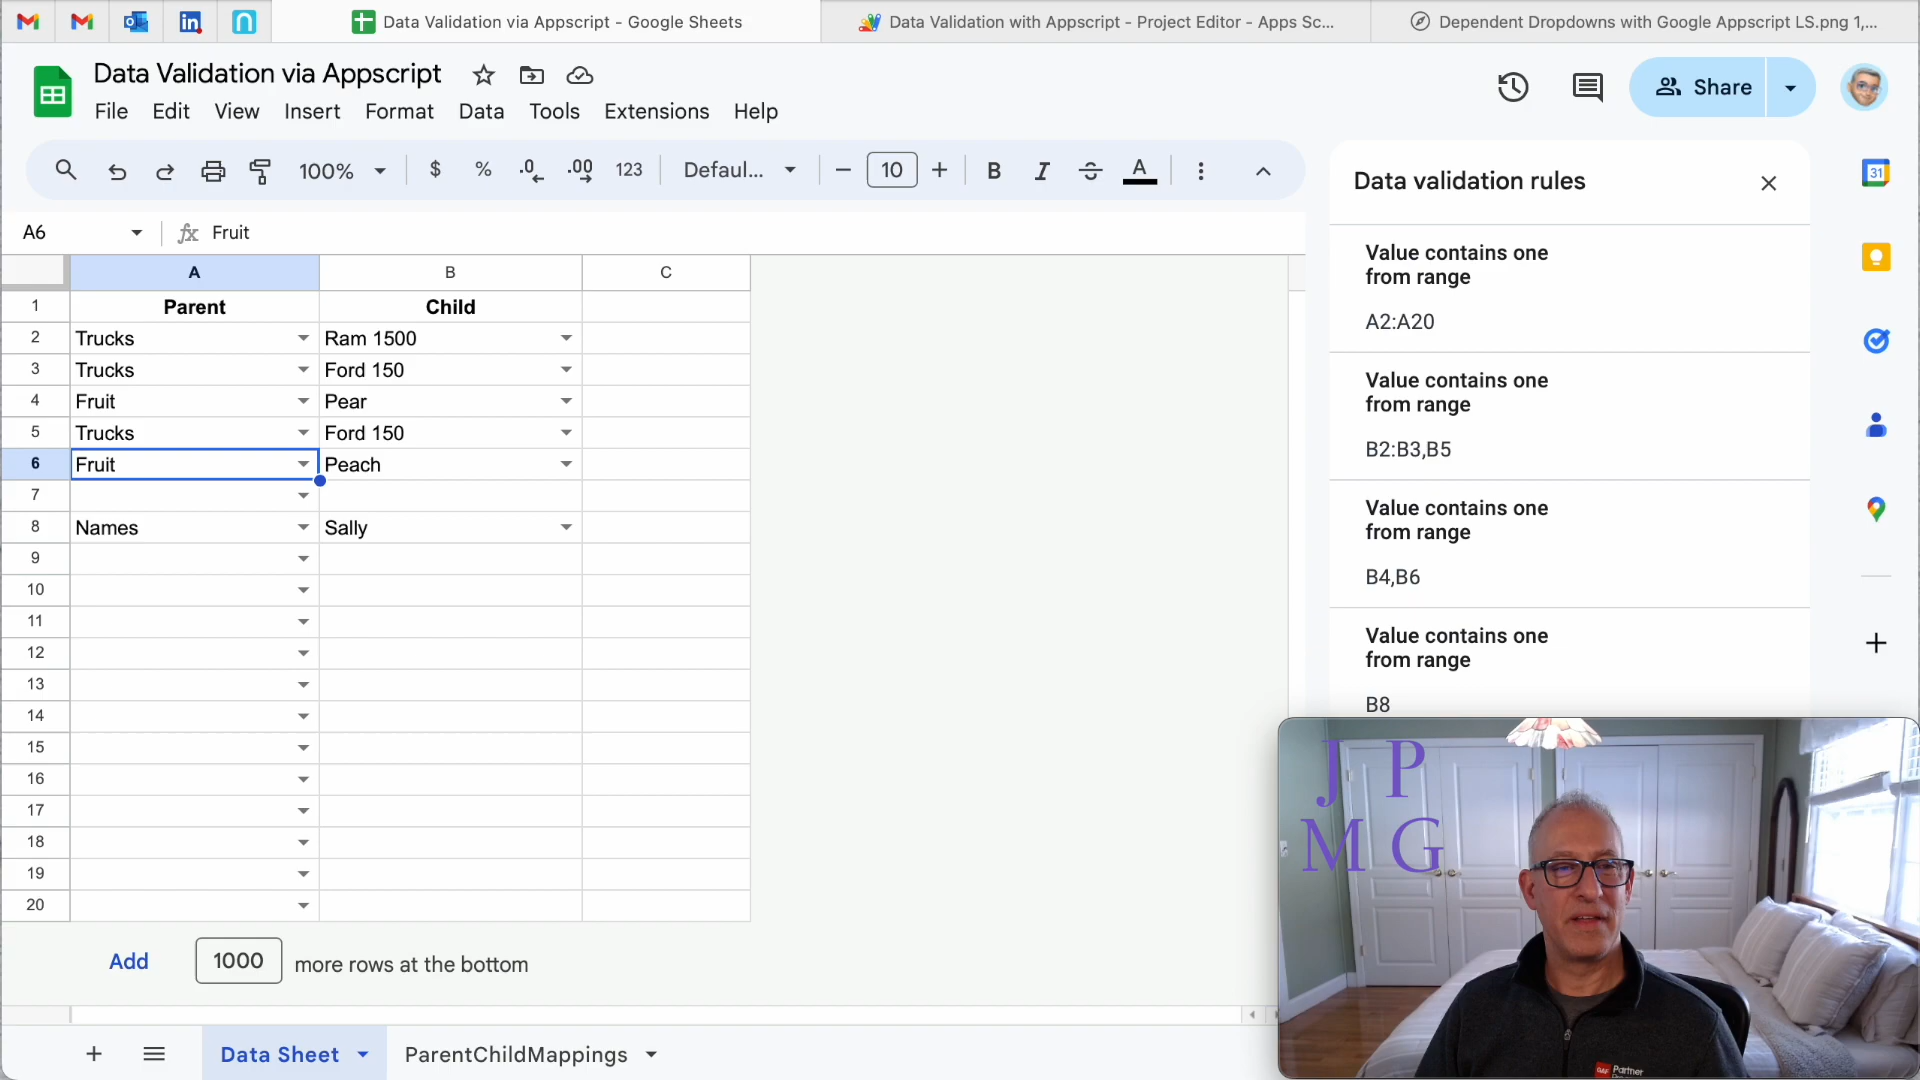 Data Validation via Appscript - Google Sheets
Data Validation with Appscript - Project Editor - Apps Sc...
Dependent Dropdowns with Google Appscript LS.png 1,...
Data Validation via Appscript
Share
File Edit View Insert Format Data Tools Extensions Help
100% $ % .0 .00 123 Defaul... 10 B I A
Data validation rules
31
A6 Fruit
A B C
1 Parent Child
2 Trucks Ram 1500
3 Trucks Ford 150
4 Fruit Pear
5 Trucks Ford 150
6 Fruit Peach
7
8 Names Sally
9
10
11
12
13
14
15
16
17
18
19
20
Value contains one
from range
A2:A20
Value contains one
from range
B2:B3,B5
Value contains one
from range
B4,B6
Value contains one
from range
B8
Add 1000 more rows at the bottom
Data Sheet ParentChildMappings
J P
M G
Partner